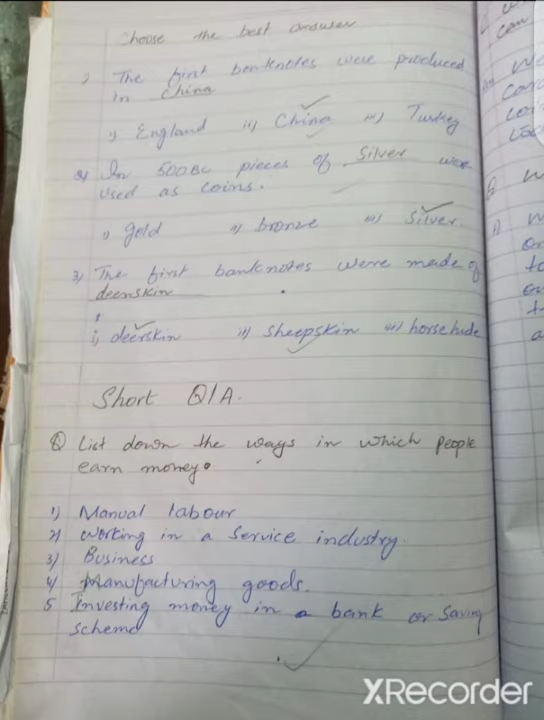 Choose the best answer
1) The first banknotes were produced
in China
i) England ii) China iii) Turkey
2) In 500BC pieces of Silver were
used as coins.
i) gold ii) bronze iii) Silver.
3) The first banknotes were made of
deerskin
i) deerskin ii) sheepskin iii) horsehide
Short Q/A.
Q List down the ways in which people
earn money.
1) Manual labour
2) working in a Service industry.
3) Business
4) Manufacturing goods.
5 Investing money in a bank or Saving
scheme
XRecorder